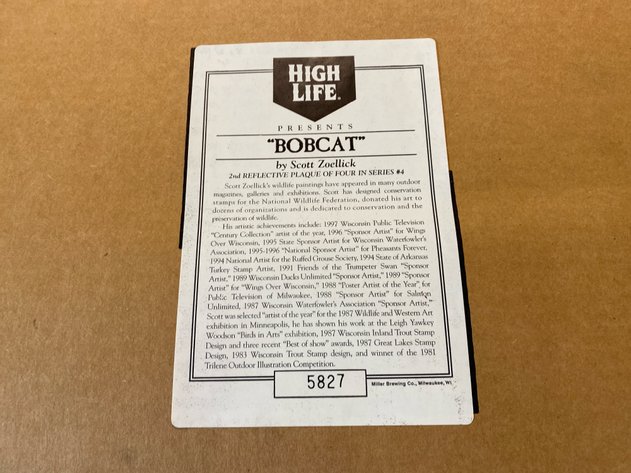 HIGH
LIFE®
PRESENTS
"BOBCAT"
by Scott Zoellick
2nd REFLECTIVE PLAQUE OF FOUR IN SERIES #4
Scott Zoellick's wildlife paintings have appeared in many outdoor
magazines, galleries and exhibitions. Scott has designed conservation
stamps for the National Wildlife Federation, donated his art to
dozens of organizations and is dedicated to conservation and the
preservation of wildlife.
His artistic achievements include: 1997 Wisconsin Public Television
"Century Collection" artist of the year, 1996 "Sponsor Artist" for Wings
Over Wisconsin, 1995 State Sponsor Artist for Wisconsin Waterfowler's
Association, 1995-1996 "National Sponsor Artist" for Pheasants Forever,
1994 National Artist for the Ruffed Grouse Society, 1994 State of Arkansas
Turkey Stamp Artist, 1991 Friends of the Trumpeter Swan "Sponsor
Artist," 1989 Wisconsin Ducks Unlimited "Sponsor Artist," 1989 "Sponsor
Artist" for "Wings Over Wisconsin," 1988 "Poster Artist of the Year", for
Public Television of Milwaukee, 1988 "Sponsor Artist" for Salmon
Unlimited, 1987 Wisconsin Waterfowler's Association "Sponsor Artist,"
Scott was selected "artist of the year" for the 1987 Wildlife and Western Art
exhibition in Minneapolis, he has shown his work at the Leigh Yawkey
Woodson "Birds in Arts" exhibition, 1987 Wisconsin Inland Trout Stamp
Design and three recent "Best of show" awards, 1987 Great Lakes Stamp
Design, 1983 Wisconsin Trout Stamp design, and winner of the 1981
Trilene Outdoor Illustration Competition.
5827
Miller Brewing Co., Milwaukee, WI